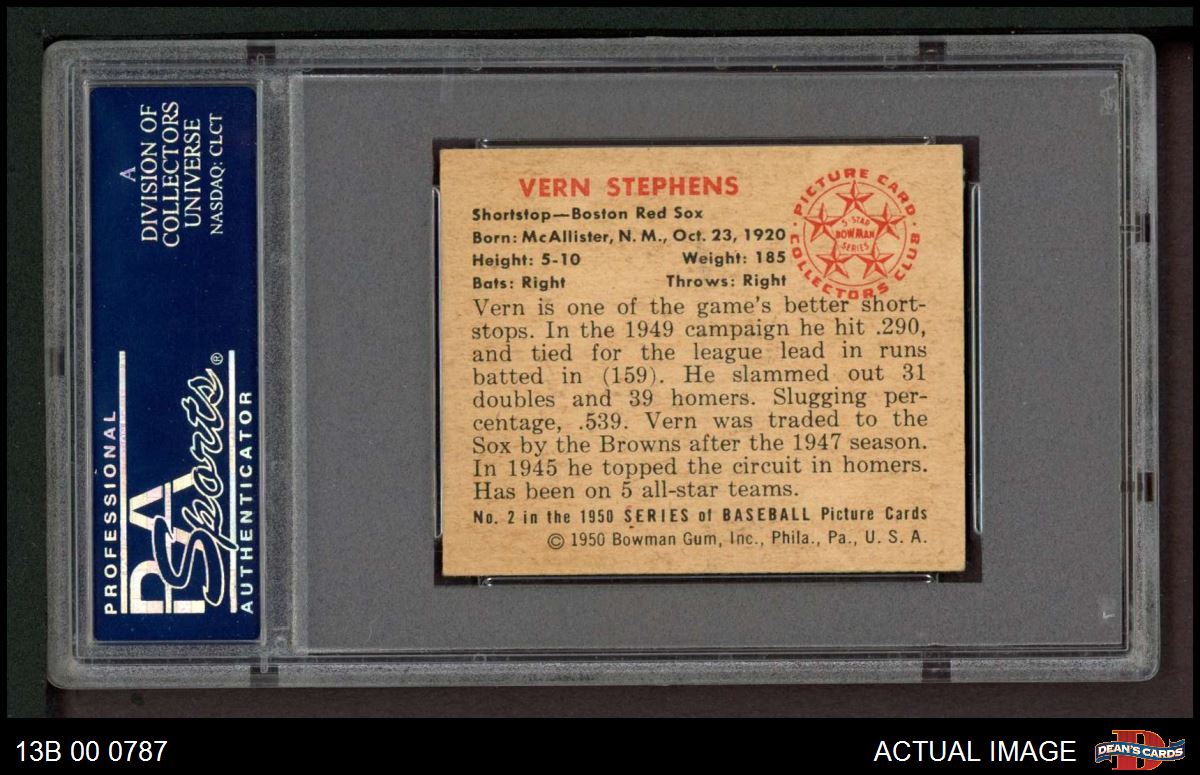 A
DIVISION OF
COLLECTORS
UNIVERSE
NASDAQ: CLCT
PROFESSIONAL
PSA
Sports®
AUTHENTICATOR
VERN STEPHENS
Shortstop—Boston Red Sox
Born: McAllister, N. M., Oct. 23, 1920
Height: 5-10 Weight: 185
Bats: Right Throws: Right
PICTURE CARD
COLLECTORS CLUB
5-STAR
BOWMAN
SERIES
Vern is one of the game's better short-
stops. In the 1949 campaign he hit .290,
and tied for the league lead in runs
batted in (159). He slammed out 31
doubles and 39 homers. Slugging per-
centage, .539. Vern was traded to the
Sox by the Browns after the 1947 season.
In 1945 he topped the circuit in homers.
Has been on 5 all-star teams.
No. 2 in the 1950 SERIES of BASEBALL Picture Cards
© 1950 Bowman Gum, Inc., Phila., Pa., U. S. A.
13B 00 0787
ACTUAL IMAGE
D
DEAN'S CARDS